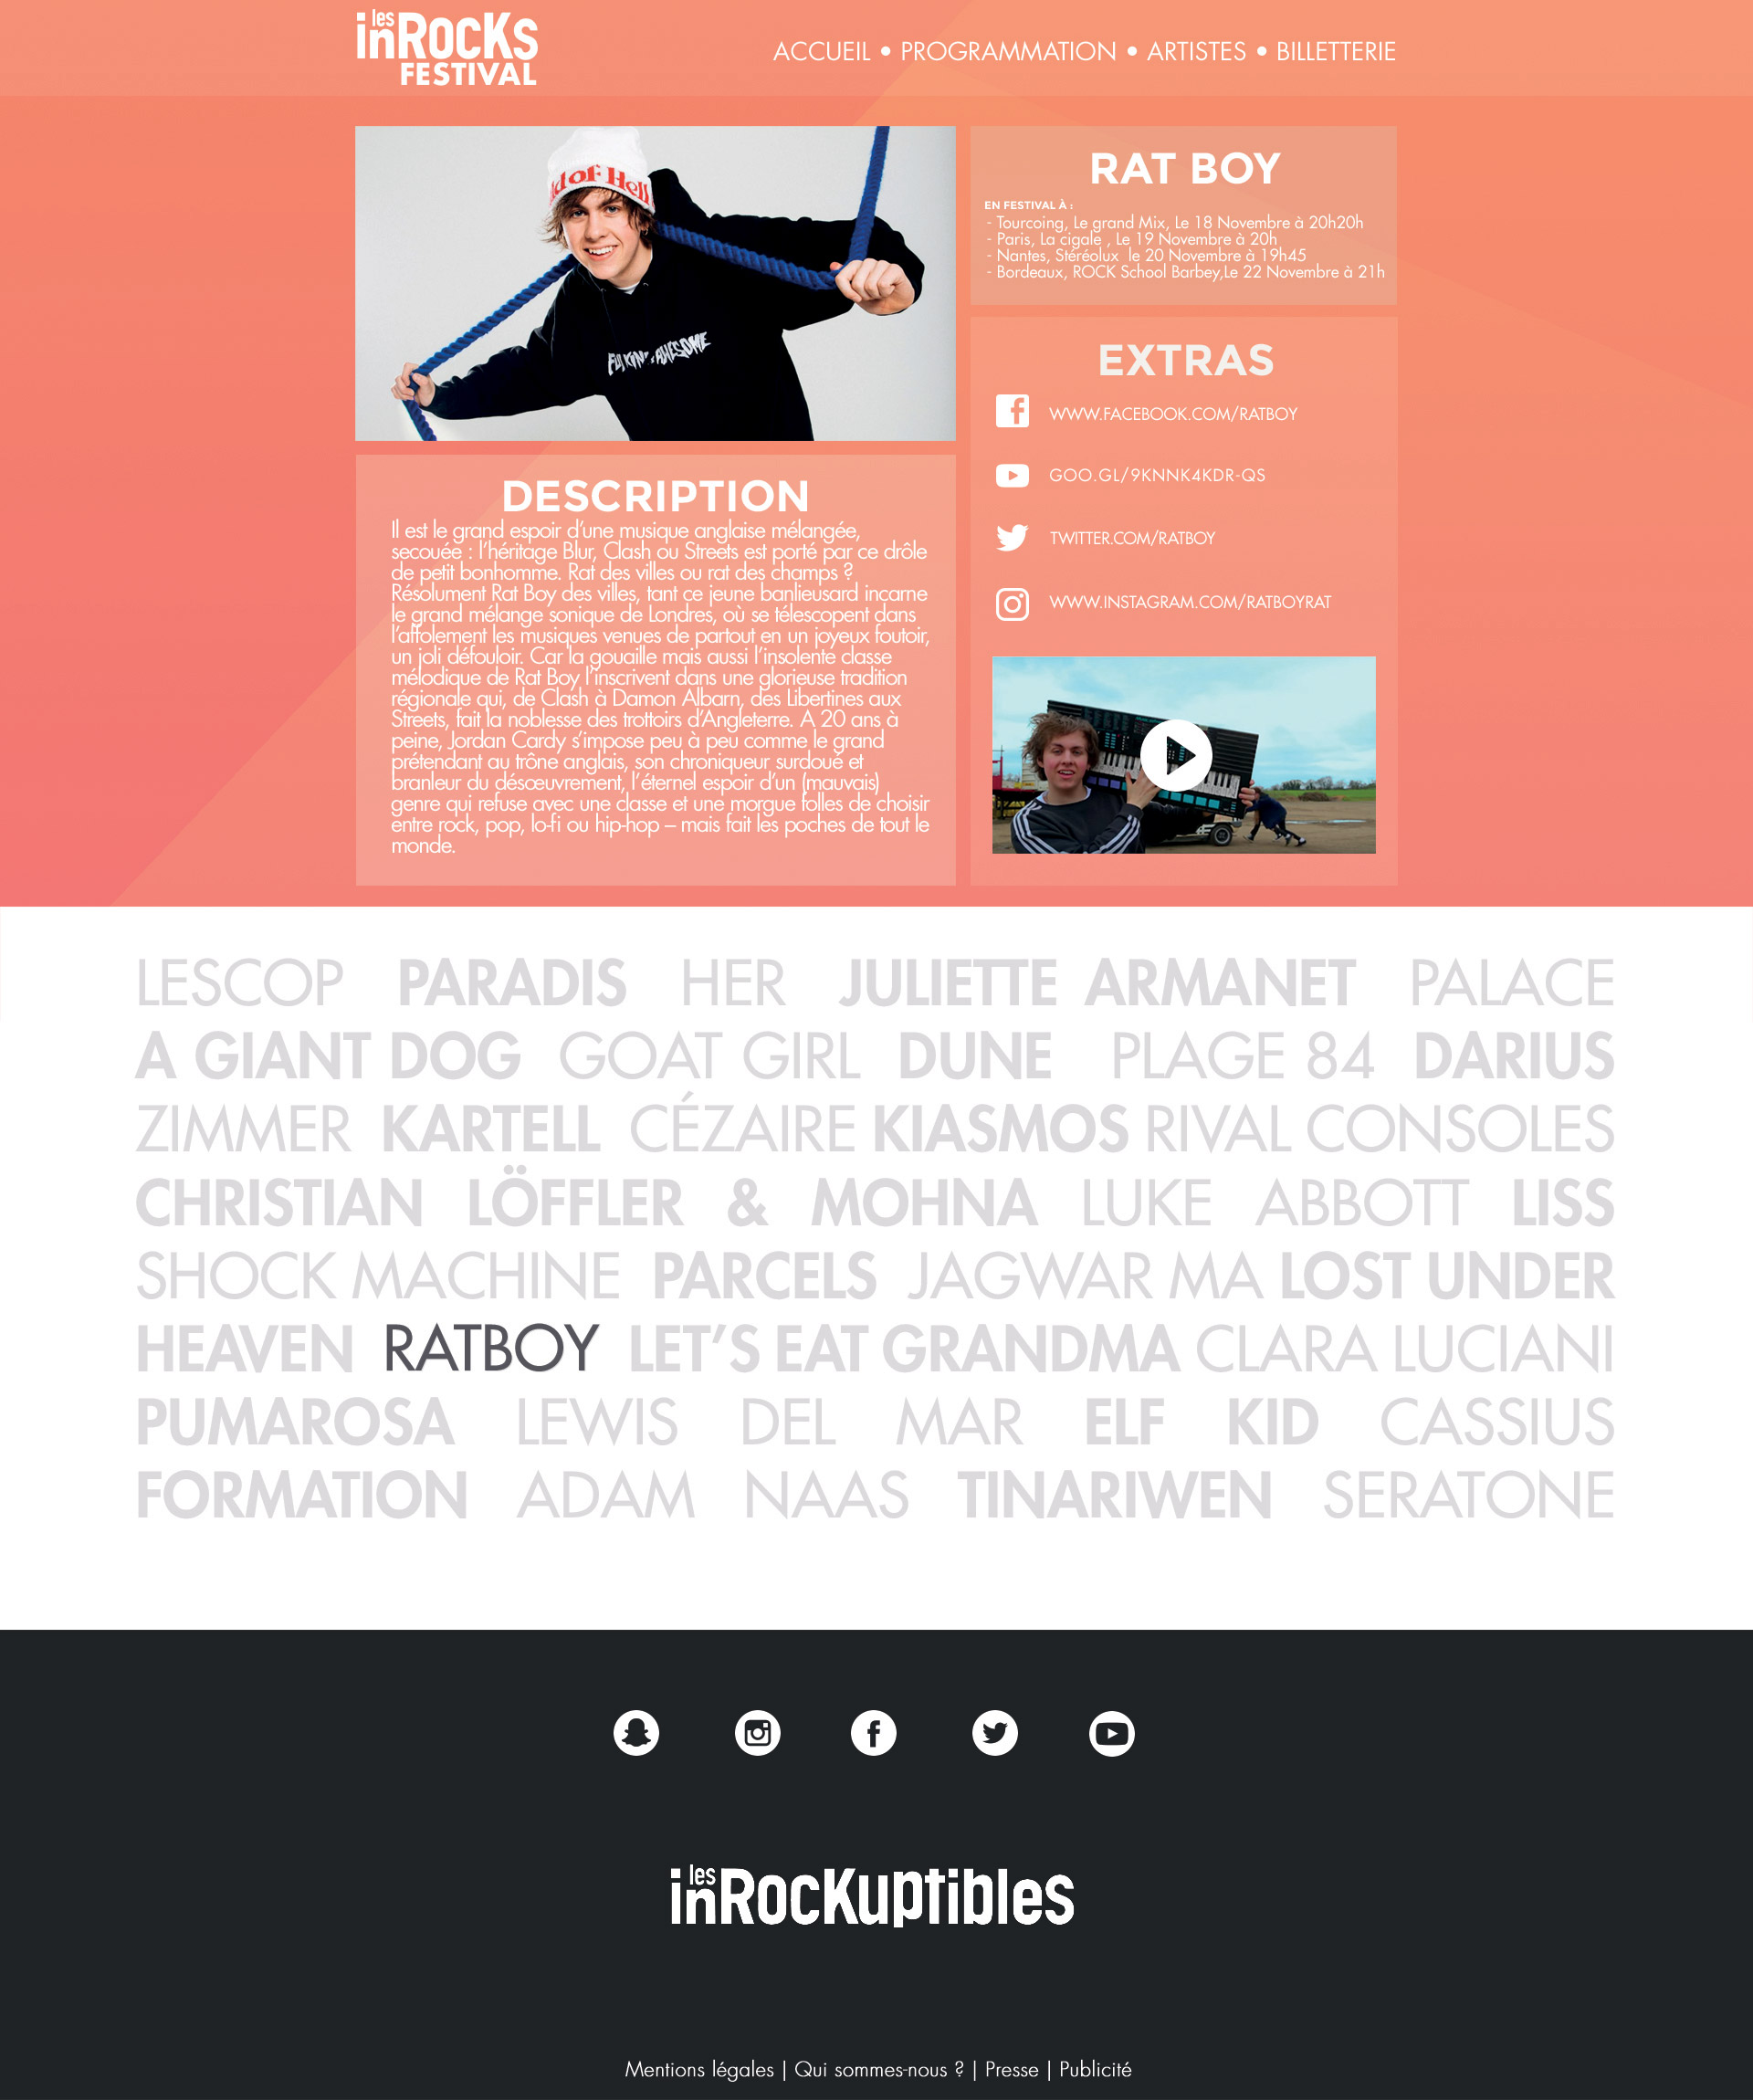 les
inRocks
FESTIVAL
ACCUEIL • PROGRAMMATION • ARTISTES • BILLETTERIE
of Hell
RAT BOY
EN FESTIVAL À :
- Tourcoing, Le grand Mix, Le 18 Novembre à 20h20h
- Paris, La cigale , Le 19 Novembre à 20h
- Nantes, Stéréolux le 20 Novembre à 19h45
- Bordeaux, ROCK School Barbey,Le 22 Novembre à 21h
EXTRAS
WWW.FACEBOOK.COM/RATBOY
GOO.GL/9KNNK4KDR-QS
TWITTER.COM/RATBOY
WWW.INSTAGRAM.COM/RATBOYRAT
DESCRIPTION
Il est le grand espoir d'une musique anglaise mélangée,
secouée : l'héritage Blur, Clash ou Streets est porté par ce drôle
de petit bonhomme. Rat des villes ou rat des champs ?
Résolument Rat Boy des villes, tant ce jeune banlieusard incarne
le grand mélange sonique de Londres, où se télescopent dans
l'affolement les musiques venues de partout en un joyeux foutoir,
un joli défouloir. Car la gouaille mais aussi l'insolente classe
mélodique de Rat Boy l'inscrivent dans une glorieuse tradition
régionale qui, de Clash à Damon Albarn, des Libertines aux
Streets, fait la noblesse des trottoirs d'Angleterre. A 20 ans à
peine, Jordan Cardy s'impose peu à peu comme le grand
prétendant au trône anglais, son chroniqueur surdoué et
branleur du désœuvrement, l'éternel espoir d'un (mauvais)
genre qui refuse avec une classe et une morgue folles de choisir
entre rock, pop, lo-fi ou hip-hop – mais fait les poches de tout le
monde.
LESCOP PARADIS HER JULIETTE ARMANET PALACE
A GIANT DOG GOAT GIRL DUNE PLAGE 84 DARIUS
ZIMMER KARTELL CÉZAIRE KIASMOS RIVAL CONSOLES
CHRISTIAN LÖFFLER & MOHNA LUKE ABBOTT LISS
SHOCK MACHINE PARCELS JAGWAR MA LOST UNDER
HEAVEN RATBOY LET'S EAT GRANDMA CLARA LUCIANI
PUMAROSA LEWIS DEL MAR ELF KID CASSIUS
FORMATION ADAM NAAS TINARIWEN SERATONE
les
inRocKuptibles
Mentions légales | Qui sommes-nous ? | Presse | Publicité